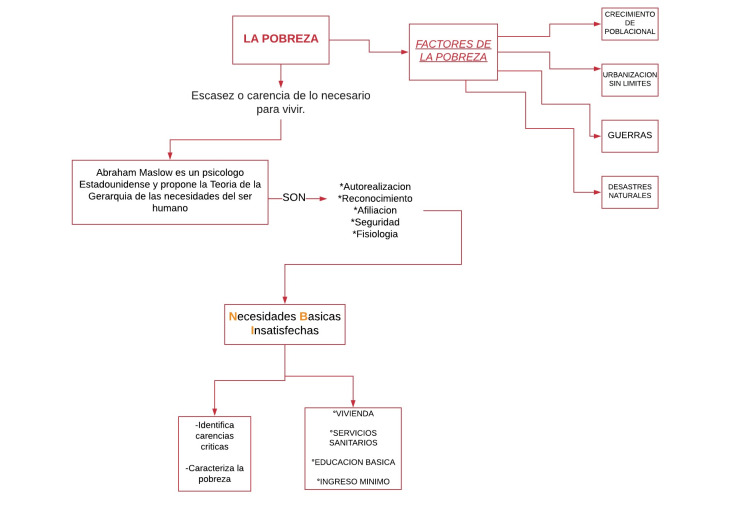 LA POBREZA
FACTORES DE
LA POBREZA
CRECIMIENTO
DE
POBLACIONAL
URBANIZACION
SIN LIMITES
GUERRAS
DESASTRES
NATURALES
Escasez o carencia de lo necesario
para vivir.
Abraham Maslow es un psicologo
Estadounidense y propone la Teoria de la
Gerarquia de las necesidades del ser
humano
SON
*Autorealizacion
*Reconocimiento
*Afiliacion
*Seguridad
*Fisiologia
Necesidades Basicas
Insatisfechas
-Identifica
carencias
criticas
-Caracteriza la
pobreza
*VIVIENDA
*SERVICIOS
SANITARIOS
*EDUCACION BASICA
*INGRESO MINIMO